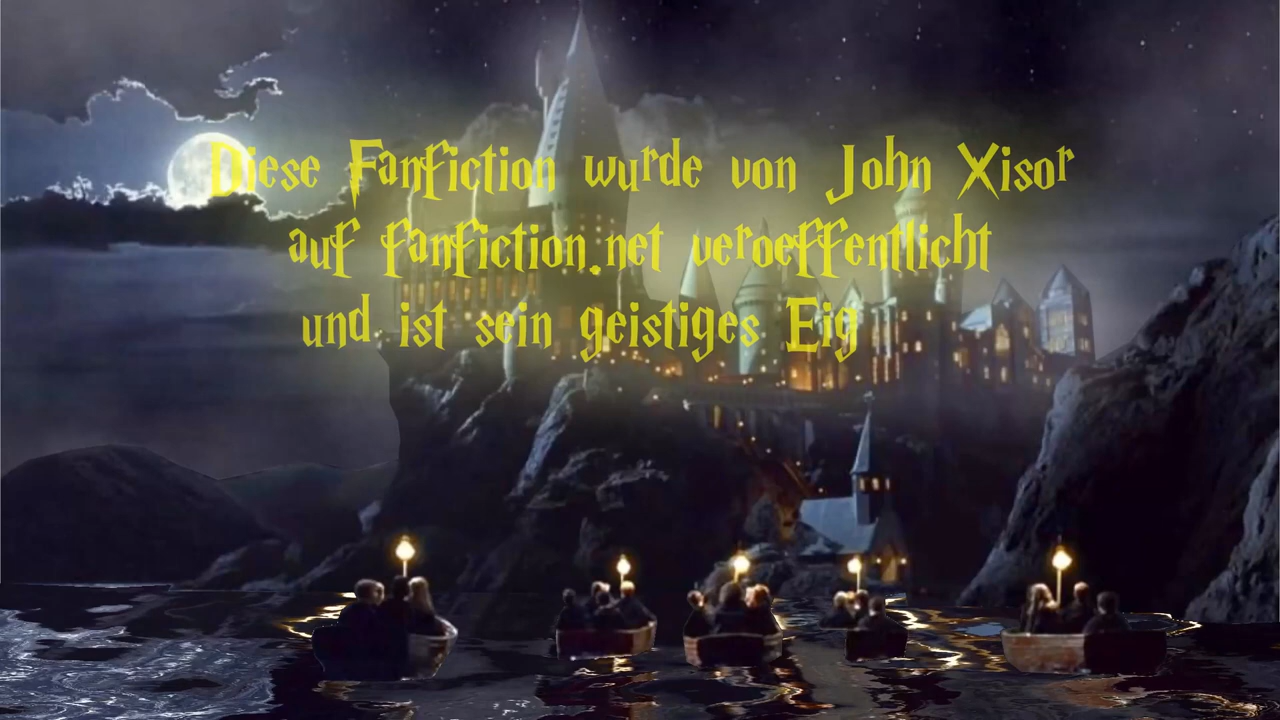 Diese Fanfiction wurde von John Xisor
auf fanfiction.net veroeffentlicht
und ist sein geistiges Eig